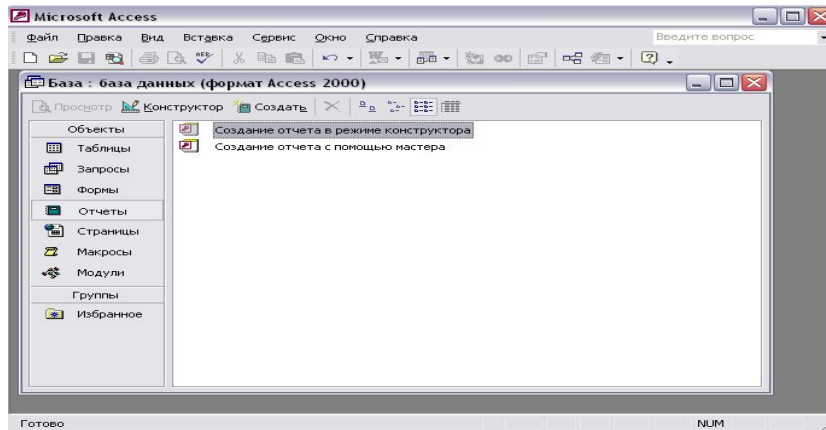 Microsoft Access
Файл Правка Вид Вставка Сервис Окно Справка Введите вопрос
База : база данных (формат Access 2000)
Просмотр Конструктор Создать
Объекты
Таблицы
Запросы
Формы
Отчеты
Страницы
Макросы
Модули
Группы
Избранное
Создание отчета в режиме конструктора
Создание отчета с помощью мастера
Готово NUM